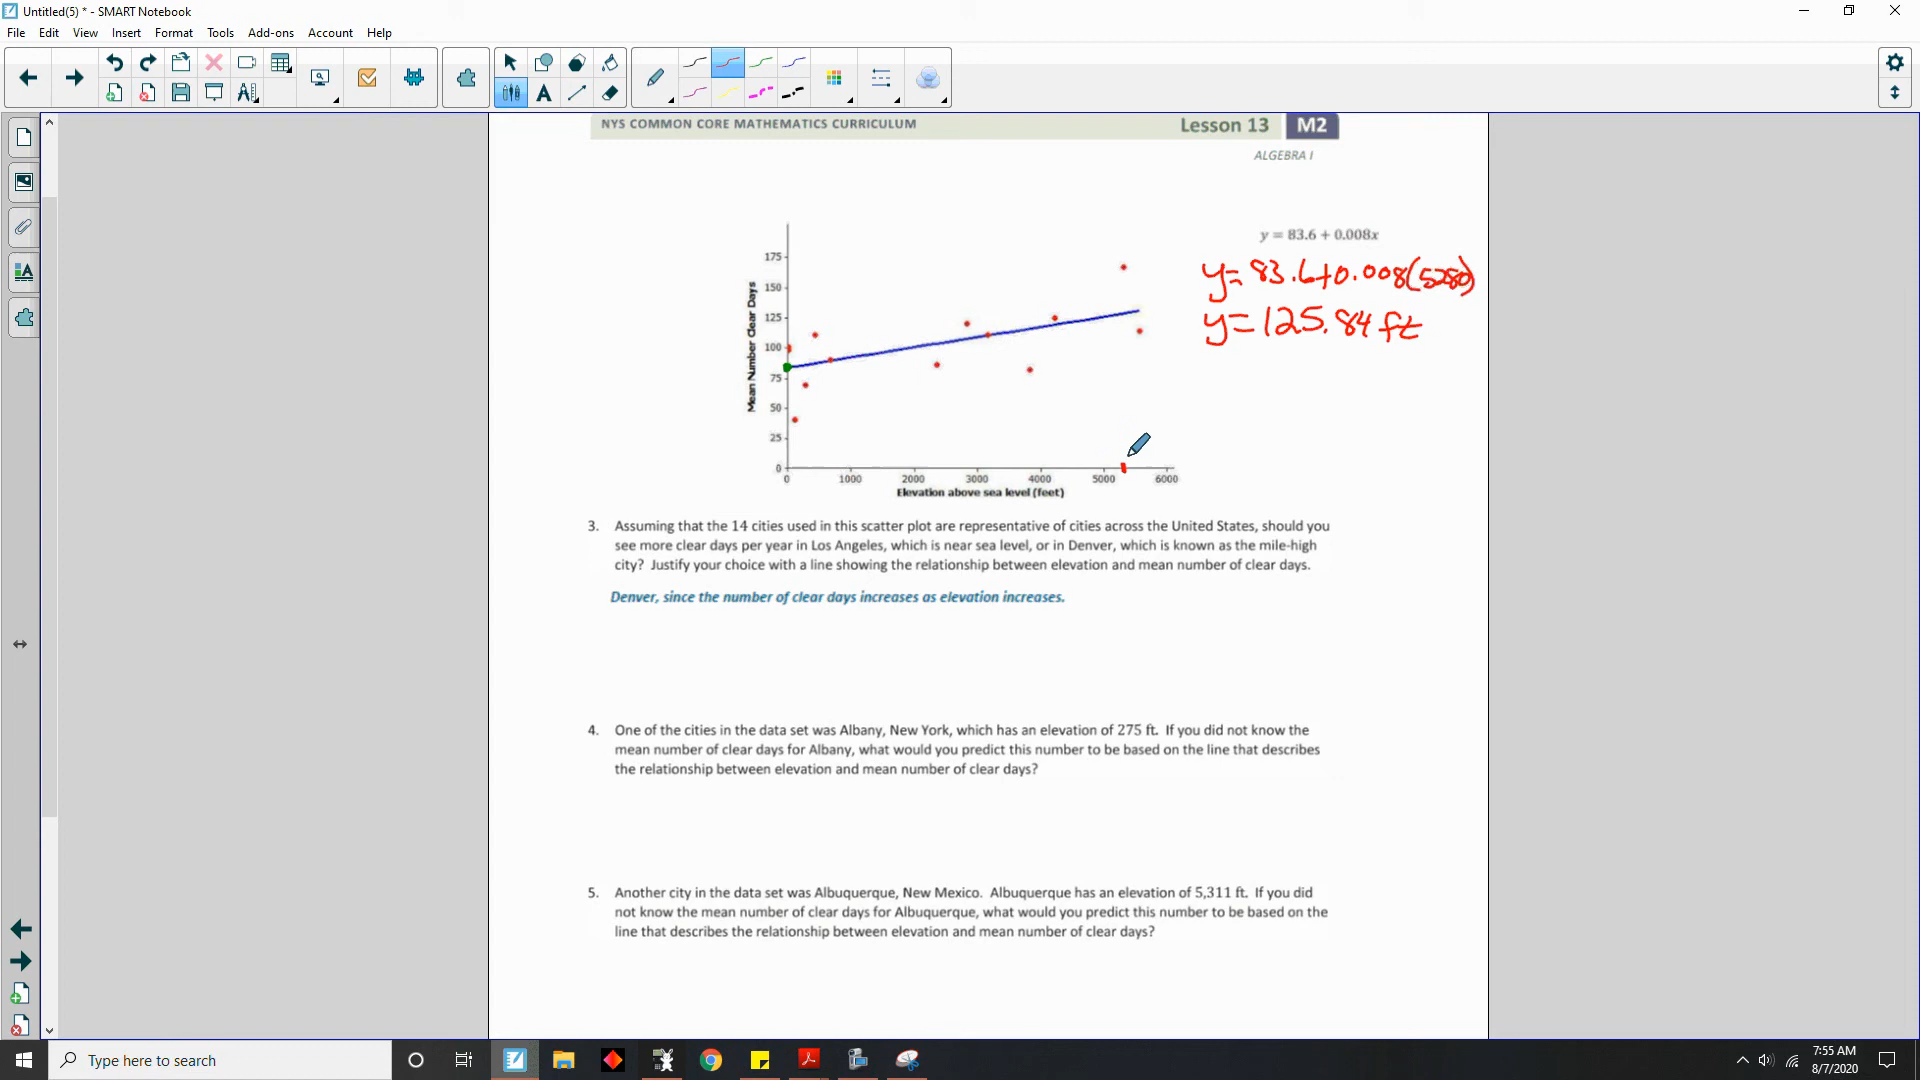 Untitled(5) * - SMART Notebook
File Edit View Insert Format Tools Add-ons Account Help
NYS COMMON CORE MATHEMATICS CURRICULUM Lesson 13 M2
ALGEBRA I
y = 83.6 + 0.008x
y = 83.6+0.008(5280)
y = 125.84 ft
Mean Number Clear Days
175
150
125
100
75
50
25
0
0 1000 2000 3000 4000 5000 6000
Elevation above sea level (feet)
3. Assuming that the 14 cities used in this scatter plot are representative of cities across the United States, should you
see more clear days per year in Los Angeles, which is near sea level, or in Denver, which is known as the mile-high
city? Justify your choice with a line showing the relationship between elevation and mean number of clear days.
Denver, since the number of clear days increases as elevation increases.
4. One of the cities in the data set was Albany, New York, which has an elevation of 275 ft. If you did not know the
mean number of clear days for Albany, what would you predict this number to be based on the line that describes
the relationship between elevation and mean number of clear days?
5. Another city in the data set was Albuquerque, New Mexico. Albuquerque has an elevation of 5,311 ft. If you did
not know the mean number of clear days for Albuquerque, what would you predict this number to be based on the
line that describes the relationship between elevation and mean number of clear days?
Type here to search
7:55 AM
8/7/2020